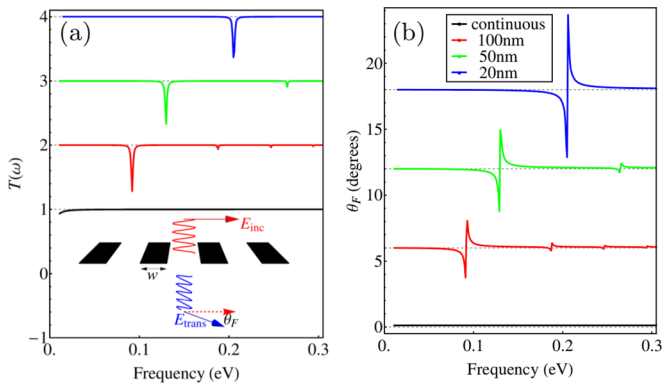 (a)
4
3
2
1
0
−1
T(ω)
E_inc
w
E_trans
θ_F
0
0.1
0.2
0.3
Frequency (eV)
(b)
continuous
100nm
50nm
20nm
20
15
10
5
0
θ_F (degrees)
0
0.1
0.2
0.3
Frequency (eV)